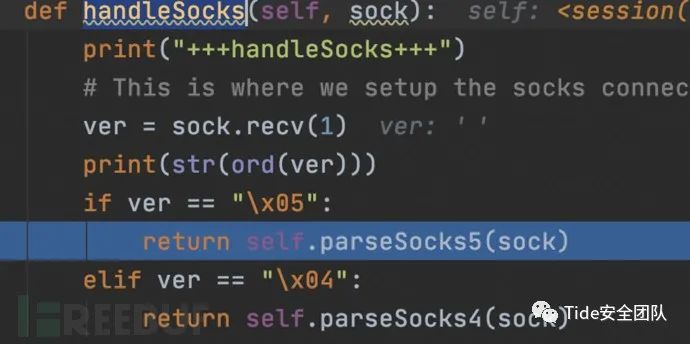 def handleSocks(self, sock):   self: <session(
print("+++handleSocks+++")
# This is where we setup the socks connec
ver = sock.recv(1)   ver: ' '
print(str(ord(ver)))
if ver == "\x05":
return self.parseSocks5(sock)
elif ver == "\x04":
return self.parseSocks4(sock)
Tide安全团队
FREEBUF